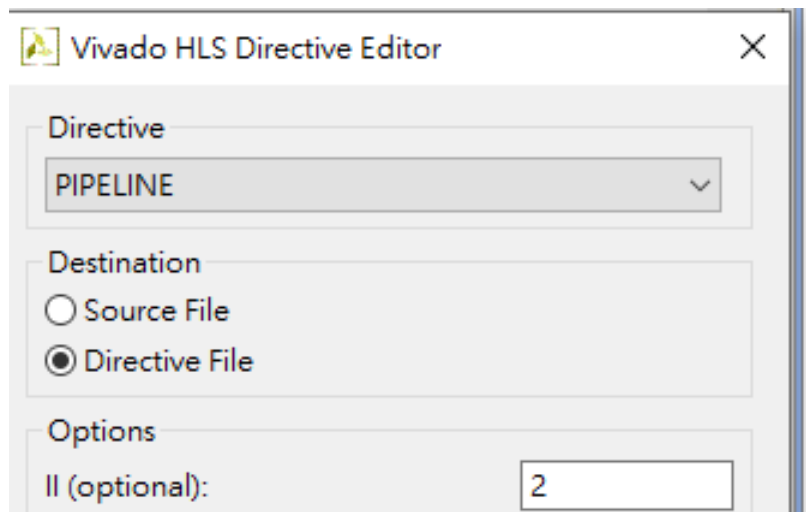 Vivado HLS Directive Editor
Directive
PIPELINE
Destination
Source File
Directive File
Options
II (optional): 2